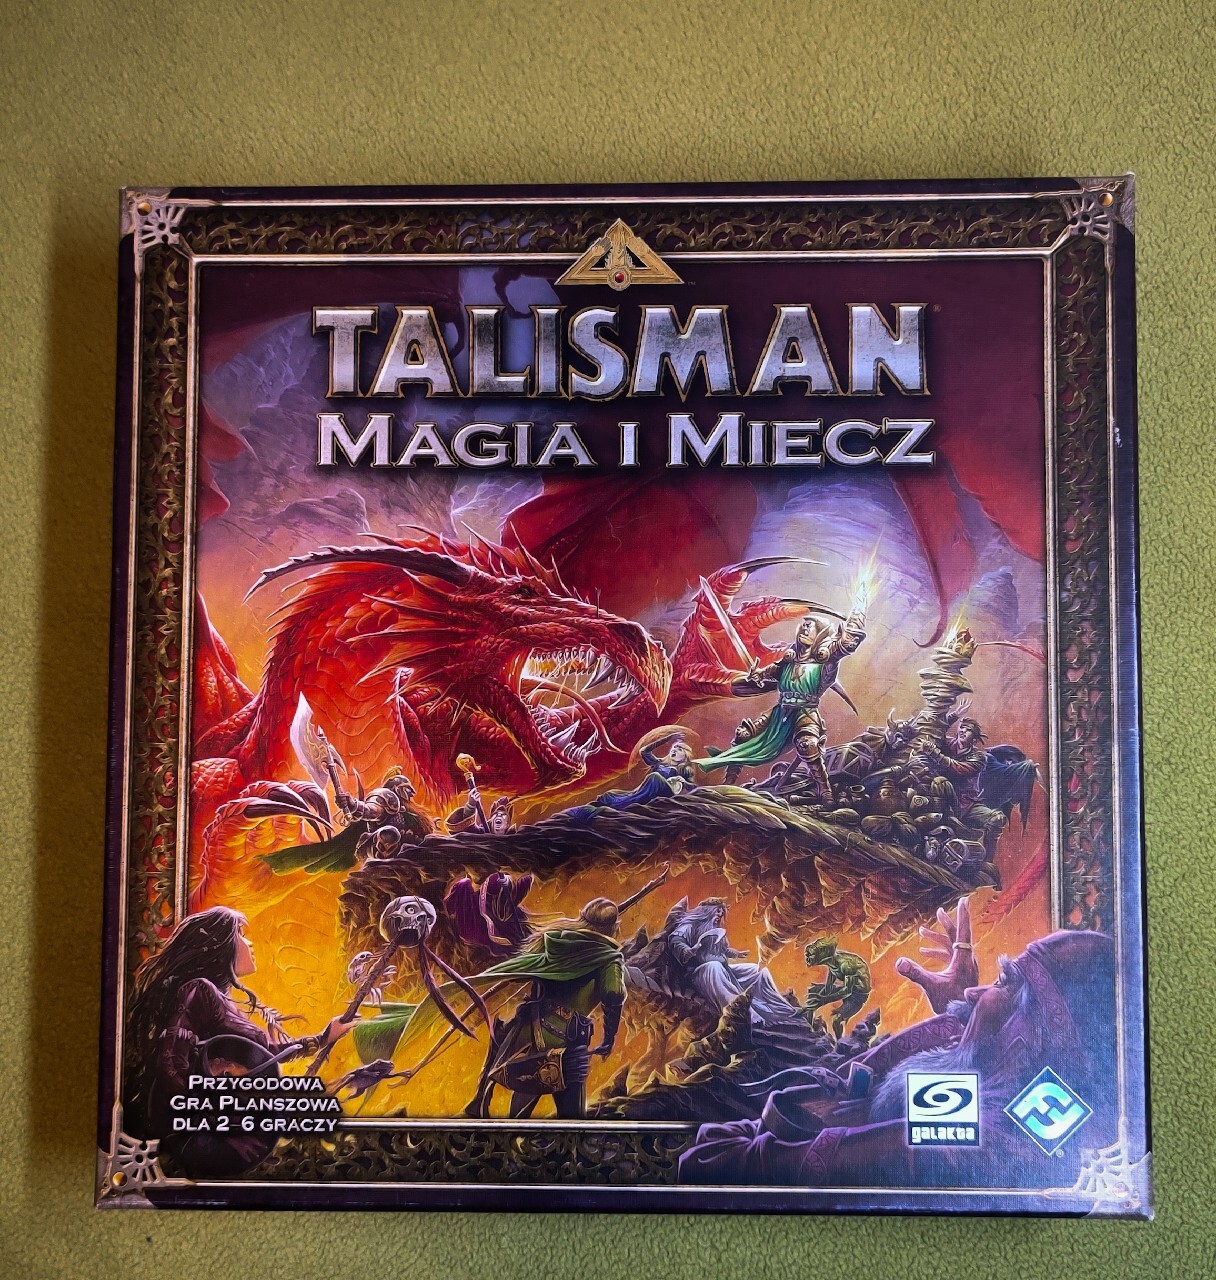 TALISMAN®
MAGIA I MIECZ
PRZYGODOWA
GRA PLANSZOWA
DLA 2-6 GRACZY
galakta